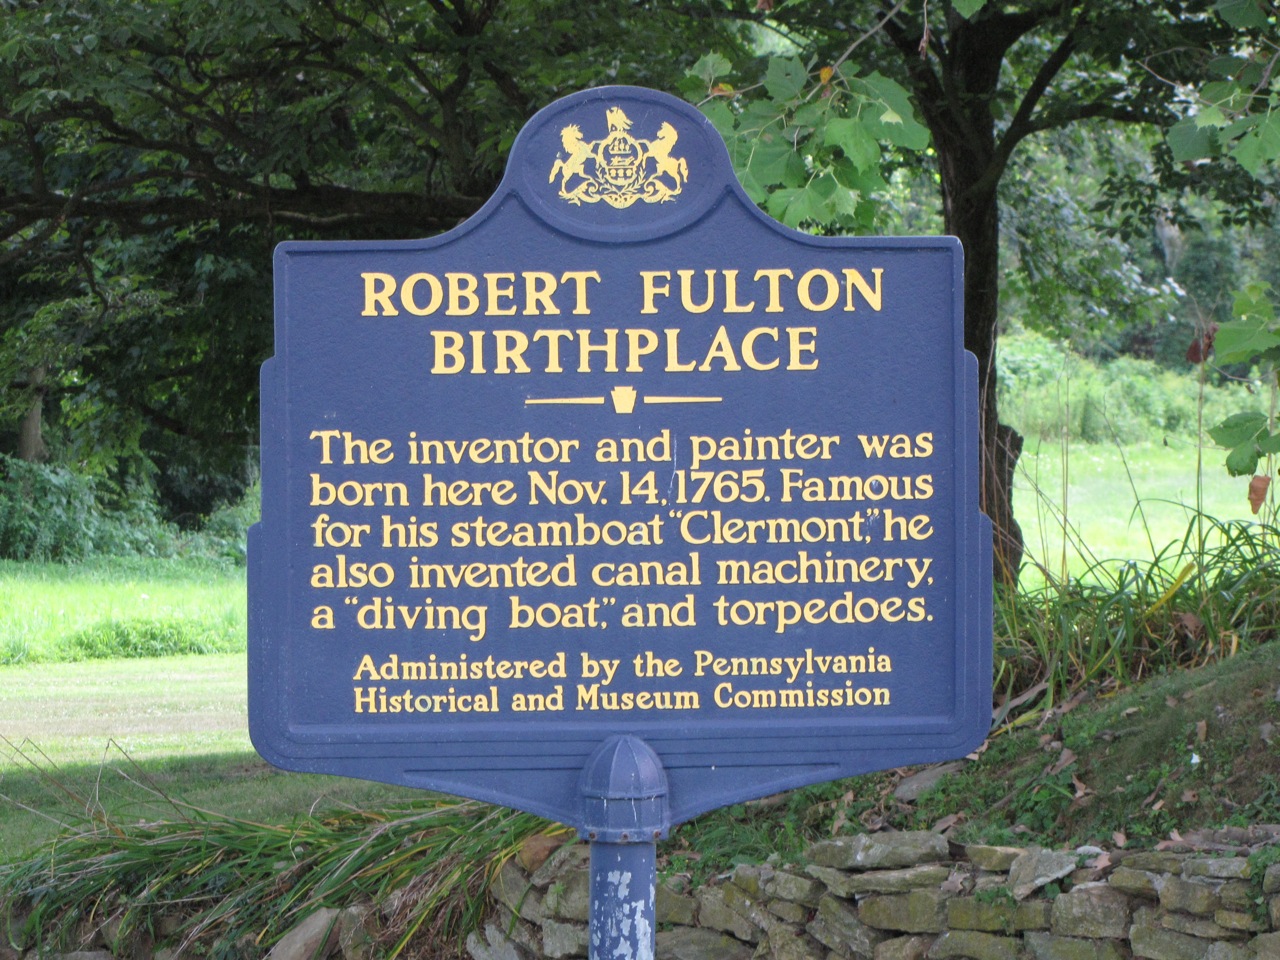 ROBERT FULTON
BIRTHPLACE
The inventor and painter was
born here Nov. 14, 1765. Famous
for his steamboat "Clermont," he
also invented canal machinery,
a "diving boat," and torpedoes.
Administered by the Pennsylvania
Historical and Museum Commission